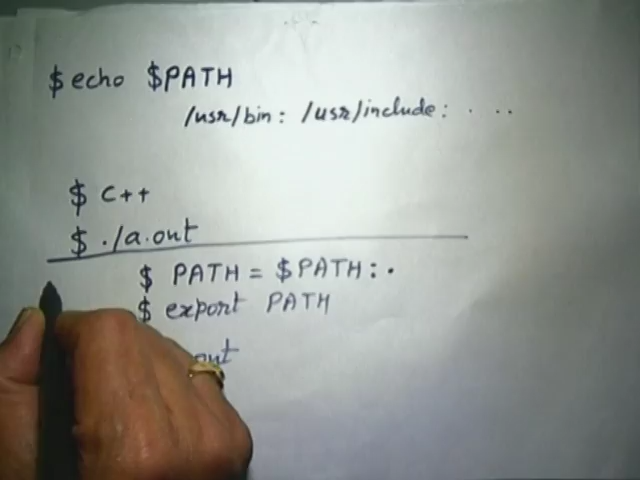 $ echo $PATH
/usr/bin: /usr/include: . ..
$ c++
$ ./a.out
$ PATH = $PATH:.
$ export PATH
out